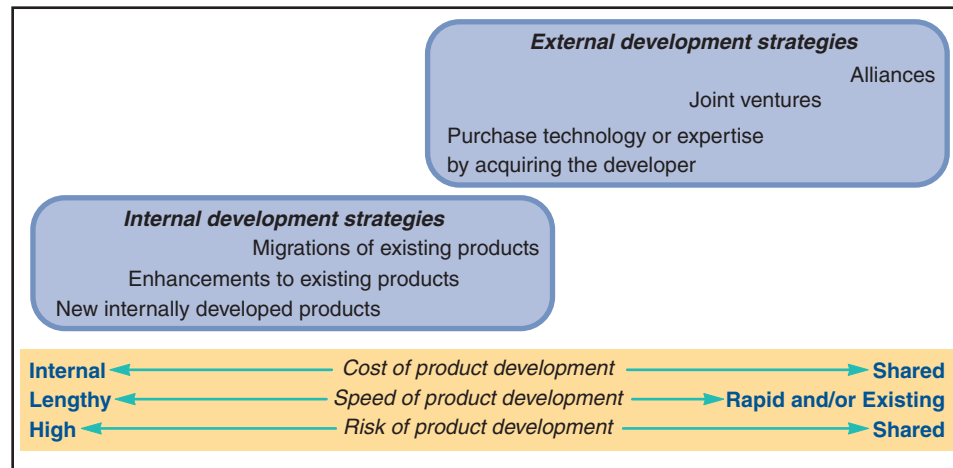 External development strategies
Alliances
Joint ventures
Purchase technology or expertise
by acquiring the developer
Internal development strategies
Migrations of existing products
Enhancements to existing products
New internally developed products
Internal Cost of product development Shared
Lengthy Speed of product development Rapid and/or Existing
High Risk of product development Shared